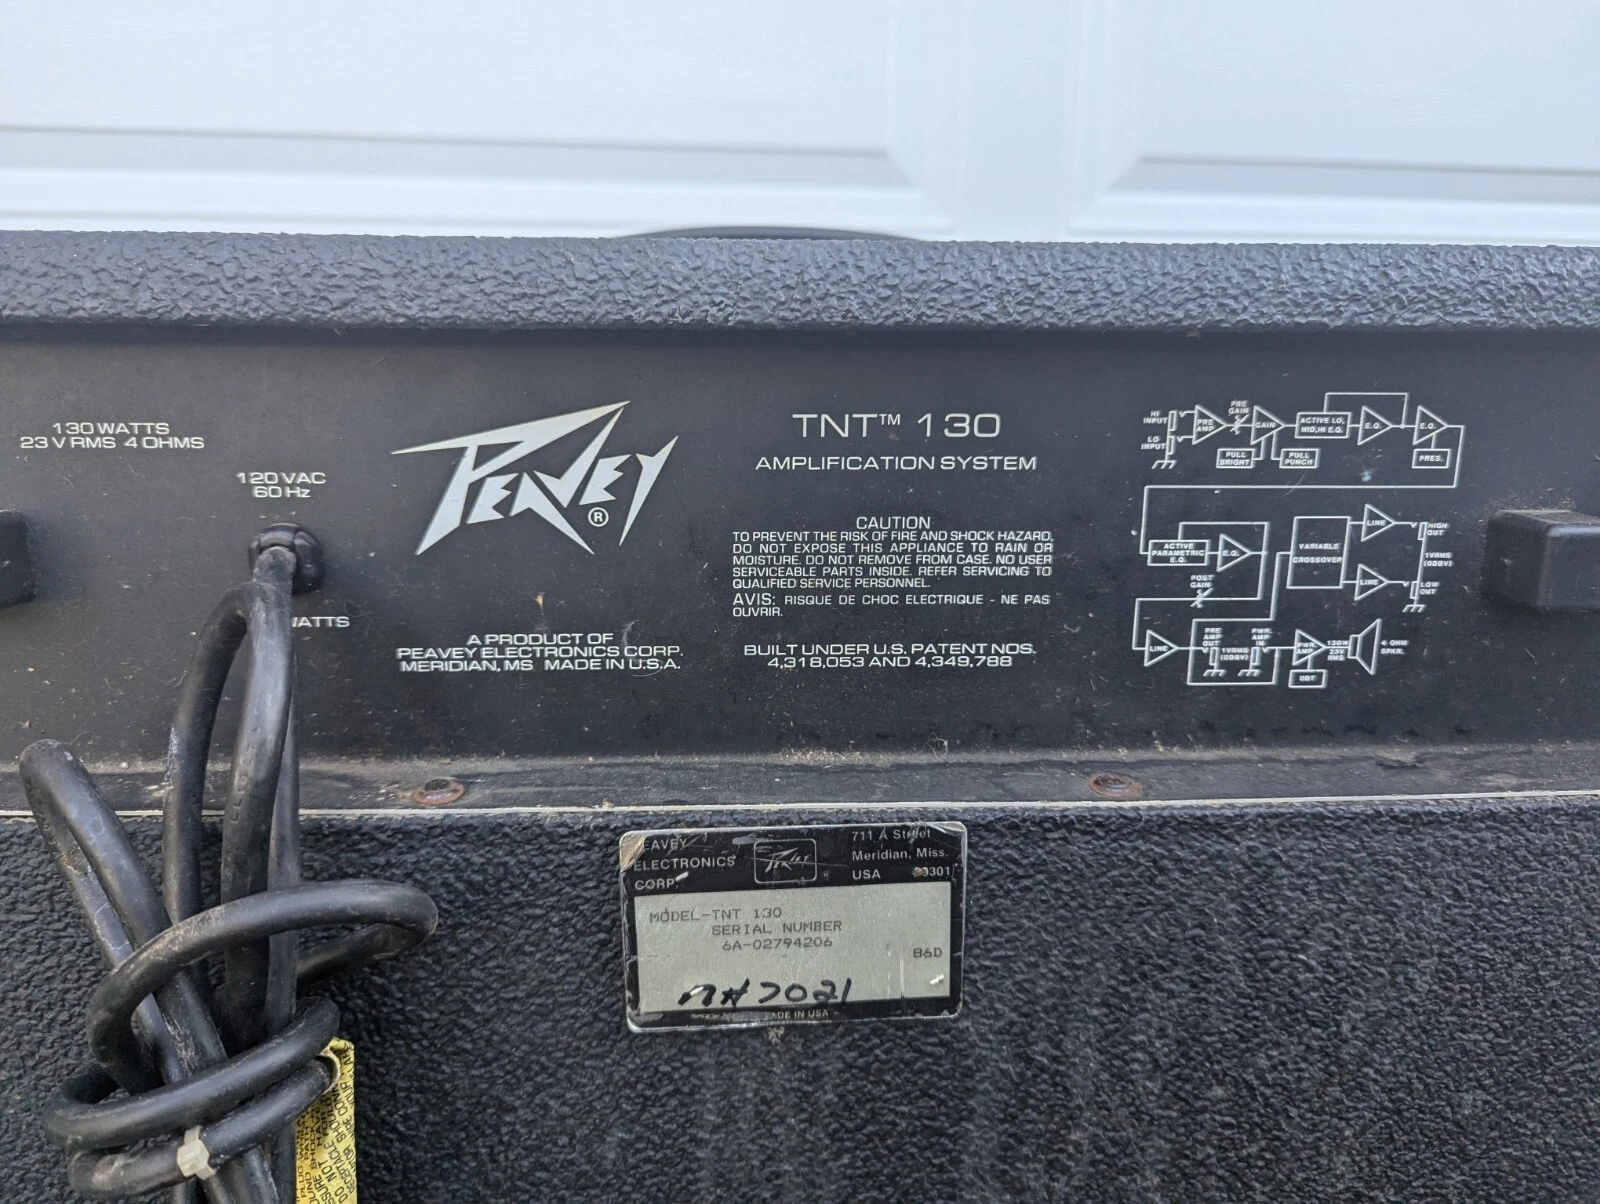 130 WATTS
23 V RMS 4 OHMS
120 VAC
60 Hz
WATTS
PEAVEY
®
A PRODUCT OF
PEAVEY ELECTRONICS CORP.
MERIDIAN, MS MADE IN U.S.A.
TNT™ 130
AMPLIFICATION SYSTEM
CAUTION
TO PREVENT THE RISK OF FIRE AND SHOCK HAZARD,
DO NOT EXPOSE THIS APPLIANCE TO RAIN OR
MOISTURE. DO NOT REMOVE FROM CASE. NO USER
SERVICEABLE PARTS INSIDE. REFER SERVICING TO
QUALIFIED SERVICE PERSONNEL.
AVIS: RISQUE DE CHOC ELECTRIQUE - NE PAS
OUVRIR.
BUILT UNDER U.S. PATENT NOS.
4,318,053 AND 4,349,788
HI
INPUT
LO
INPUT
PRE
AMP
PRE
GAIN
GAIN
PULL
BRIGHT
PULL
PUNCH
ACTIVE LO,
MID, HI E.Q.
E.Q.
E.Q.
PRES.
ACTIVE
PARAMETRIC
E.Q.
E.Q.
POST
GAIN
VARIABLE
CROSSOVER
LINE
HIGH
OUT
1VRMS
(0DBV)
LINE
LOW
OUT
LINE
PRE
AMP
OUT
1VRMS
(0DBV)
PWR.
AMP
IN
PWR.
AMP
DDT
130W
23V
RMS
4 OHM
SPKR.
PEAVEY
ELECTRONICS
CORP.
PEAVEY
®
711 A Street
Meridian, Miss.
USA 39301
MODEL-TNT 130
SERIAL NUMBER
6A-02794206
86D
MADE IN USA